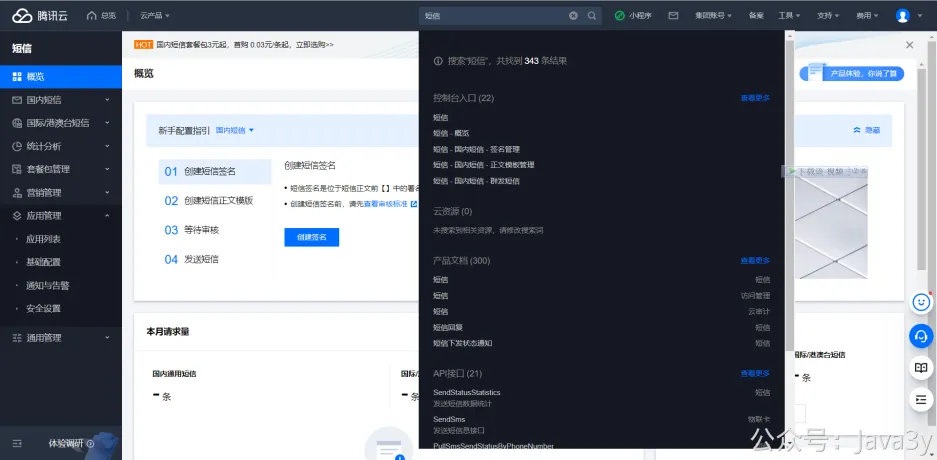 腾讯云 总览 云产品 短信 小程序 集团账号 备案 工具 支持 费用
短信
概览
国内短信
国际/港澳台短信
统计分析
套餐包管理
营销管理
应用管理
应用列表
基础配置
通知与告警
安全设置
通用管理
体验调研
HOT 国内短信套餐包3元起，首购 0.03元/条起，立即选购>>
概览
产品体验，你说了算
新手配置指引 国内短信
隐藏
01 创建短信签名
02 创建短信正文模版
03 等待审核
04 发送短信
创建短信签名
• 短信签名是位于短信正文前【】中的署名
• 创建短信签名前，请先查看审核标准
创建签名
本月请求量
国内通用短信
- 条
国际/
- 条
际/港澳台短信
- 条
搜索"短信"，共找到 343 条结果
控制台入口 (22) 查看更多
短信
短信 - 概览
短信 - 国内短信 - 签名管理
短信 - 国内短信 - 正文模板管理
短信 - 国内短信 - 群发短信
云资源 (0)
未搜索到相关资源，请修改搜索词
产品文档 (300) 查看更多
短信 短信
短信 访问管理
短信 云审计
短信回复 短信
短信下发状态通知 短信
API接口 (21) 查看更多
SendStatusStatistics 短信
发送短信数据统计
SendSms 物联卡
发送短信息接口
PullSmsSendStatusByPhoneNumber
下载该 视频
公众号：Java3y